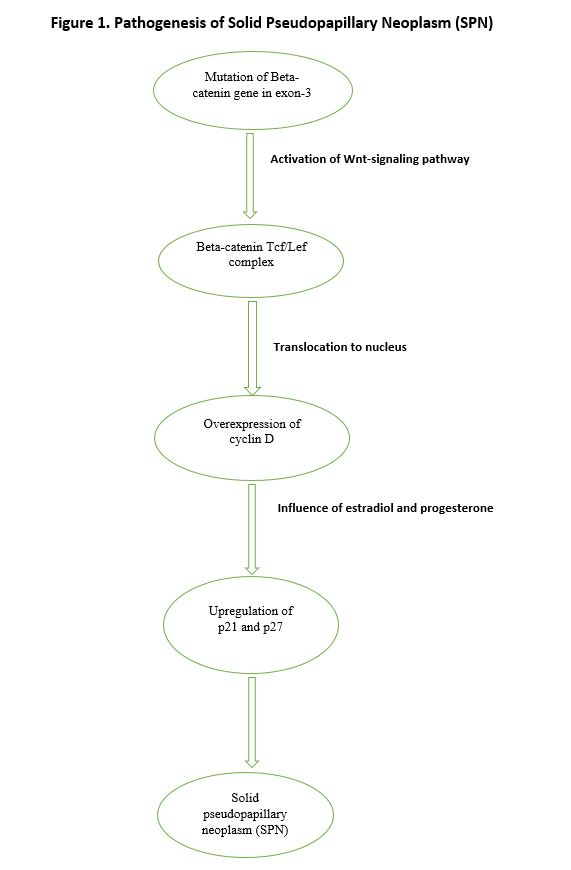 Figure 1. Pathogenesis of Solid Pseudopapillary Neoplasm (SPN)
Mutation of Beta-
catenin gene in exon-3
Activation of Wnt-signaling pathway
Beta-catenin Tcf/Lef
complex
Translocation to nucleus
Overexpression of
cyclin D
Influence of estradiol and progesterone
Upregulation of
p21 and p27
Solid
pseudopapillary
neoplasm (SPN)